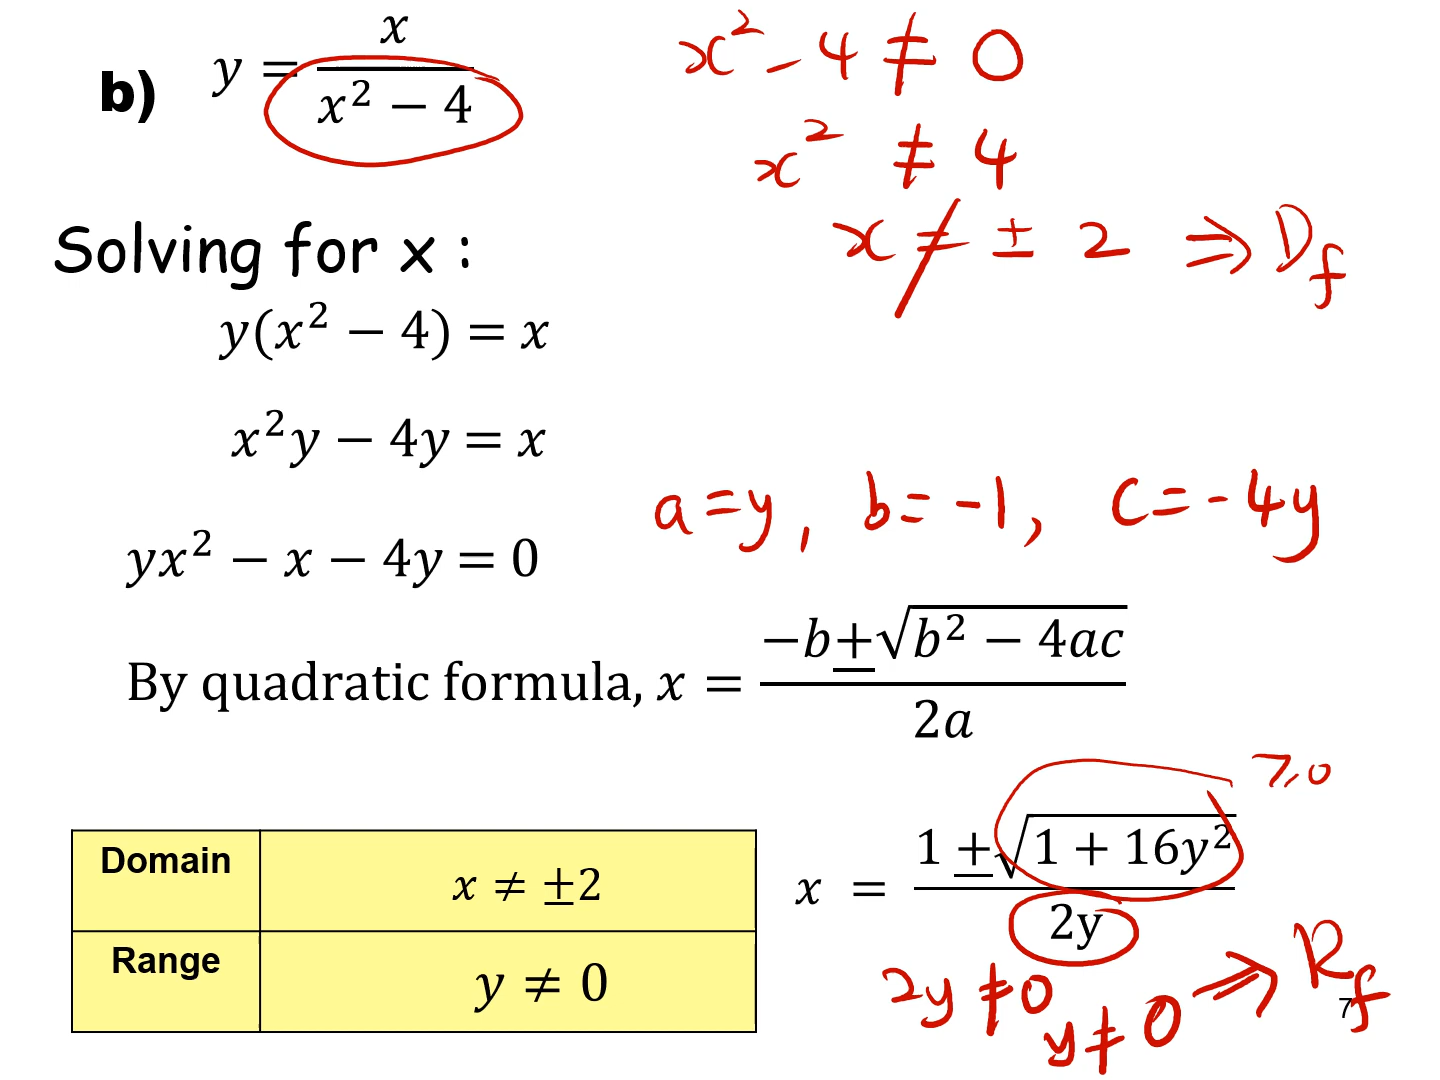 b) y = x / (x² − 4)
x² − 4 ≠ 0
x² ≠ 4
x ≠ ± 2 ⇒ D_f
Solving for x :
y(x² − 4) = x
x²y − 4y = x
a = y, b = -1, c = -4y
yx² − x − 4y = 0
By quadratic formula, x = (−b ± √(b² − 4ac)) / 2a
⩾ 0
x = (1 ± √(1 + 16y²)) / 2y
Domain x ≠ ±2
Range y ≠ 0
2y ≠ 0
y ≠ 0 ⇒ R_f
7